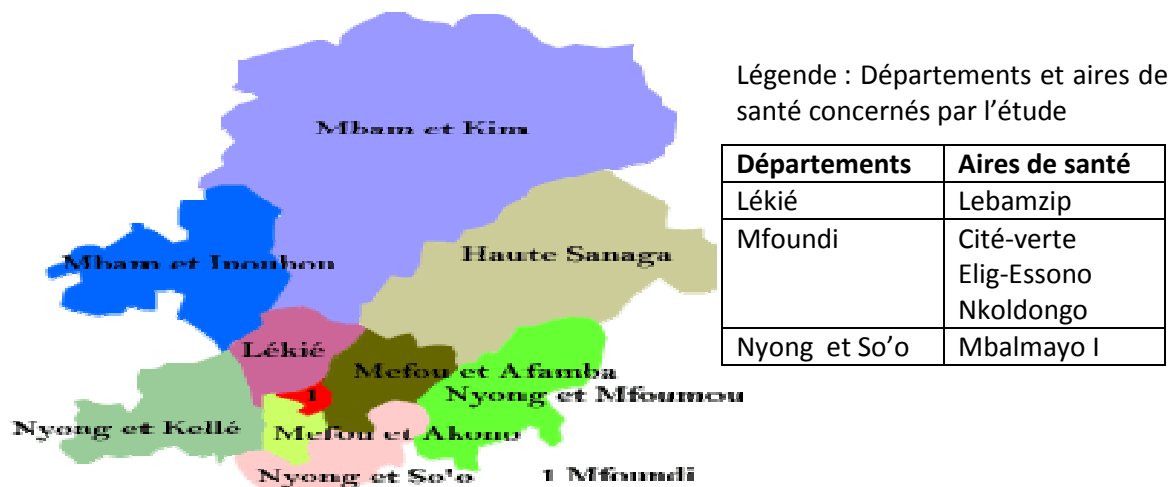 Mbam et Kim
Mbam et Inoubou
Haute Sanaga
Lékié
Mefou et Afamba
1
Nyong et Mfoumou
Nyong et Kellé
Mefou et Akono
Nyong et So'o
1 Mfoundi
Légende : Départements et aires de
santé concernés par l'étude
Départements Aires de santé
Lékié Lebamzip
Mfoundi Cité-verte
Elig-Essono
Nkoldongo
Nyong et So'o Mbalmayo I